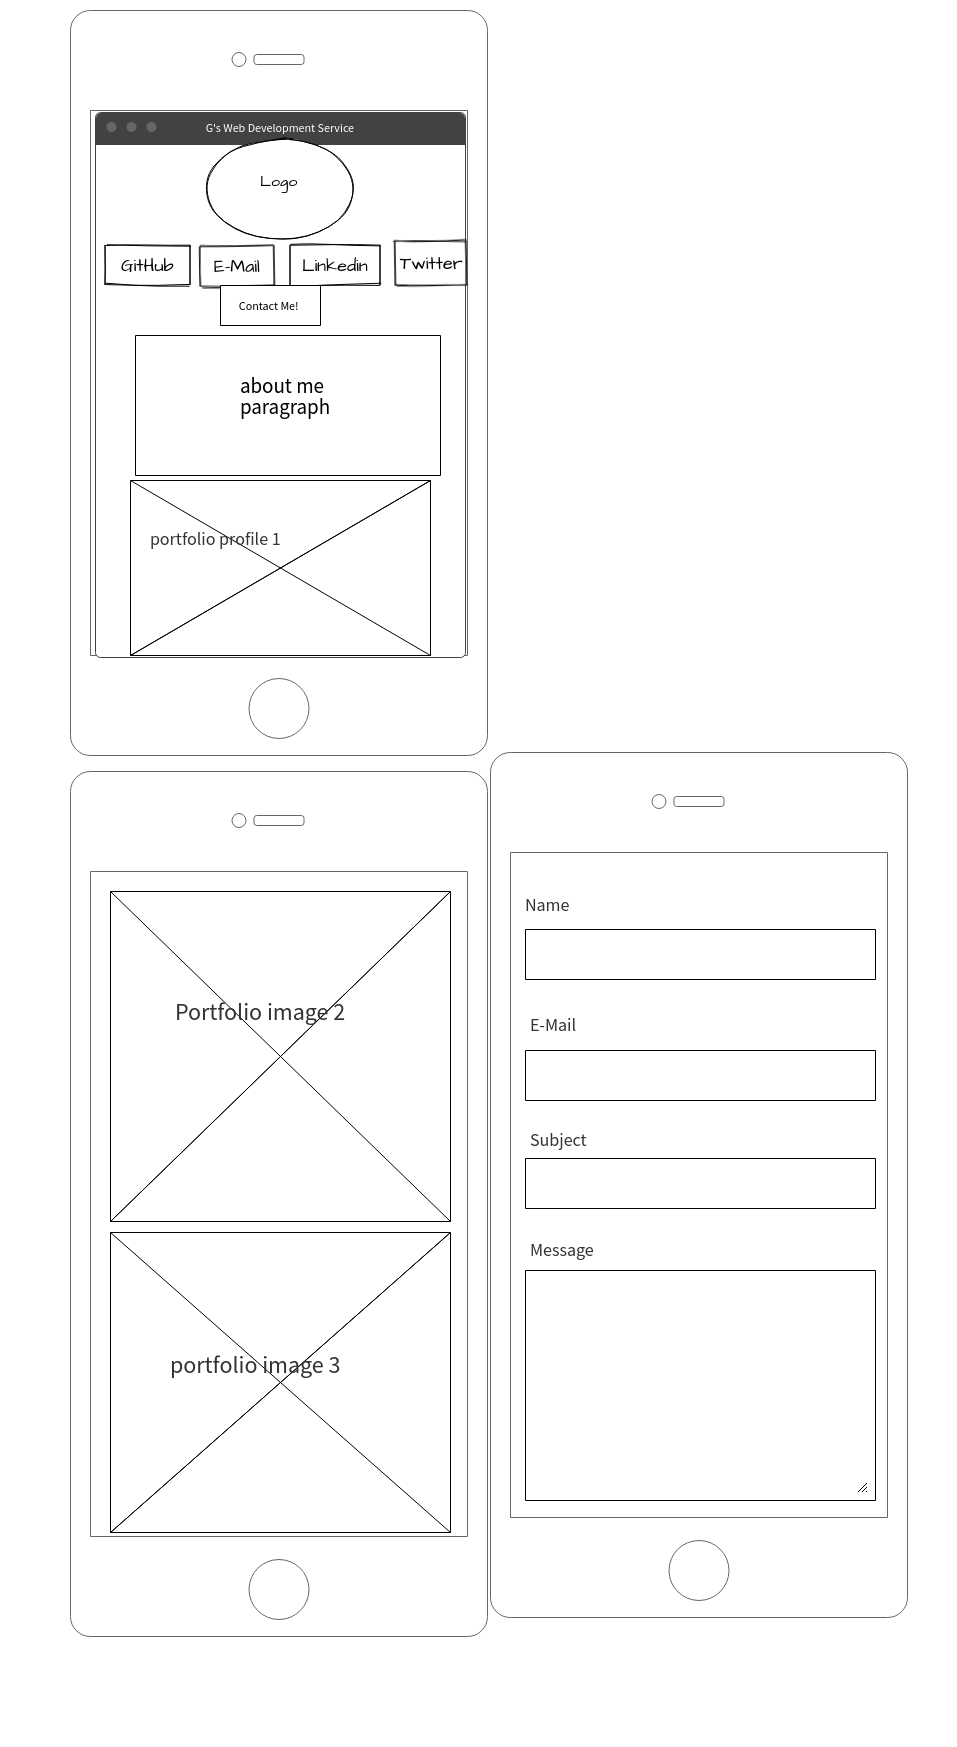 G's Web Development Service
Logo
GitHub
E-Mail
Linkedin
Twitter
Contact Me!
about me
paragraph
portfolio profile 1
Portfolio image 2
portfolio image 3
Name
E-Mail
Subject
Message